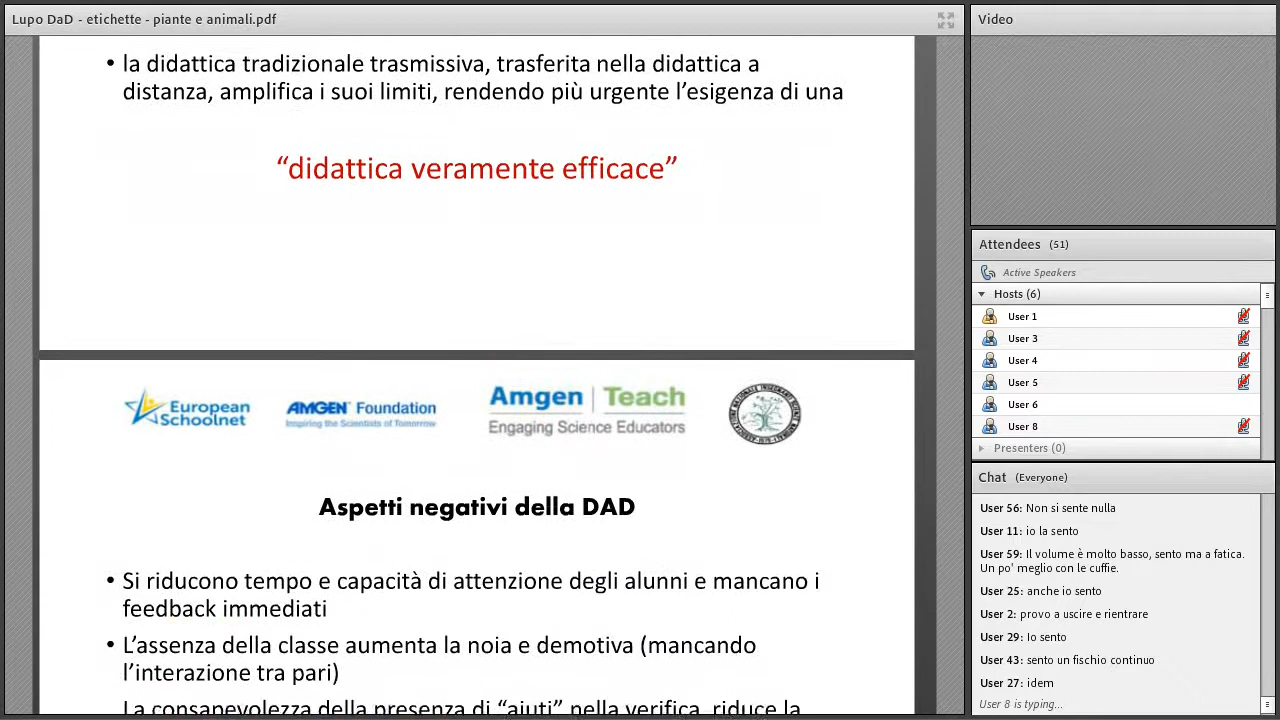 Lupo DaD - etichette - piante e animali.pdf
• la didattica tradizionale trasmissiva, trasferita nella didattica a
distanza, amplifica i suoi limiti, rendendo più urgente l’esigenza di una
“didattica veramente efficace”
European
Schoolnet
AMGEN Foundation
Inspiring the Scientists of Tomorrow
Amgen | Teach
Engaging Science Educators
Aspetti negativi della DAD
• Si riducono tempo e capacità di attenzione degli alunni e mancano i
feedback immediati
• L’assenza della classe aumenta la noia e demotiva (mancando
l’interazione tra pari)
La consapevolezza della presenza di “aiuti” nella verifica, riduce la
Video
Attendees (51)
Active Speakers
Hosts (6)
User 1
User 3
User 4
User 5
User 6
User 8
Presenters (0)
Chat (Everyone)
User 56: Non si sente nulla
User 11: io la sento
User 59: Il volume è molto basso, sento ma a fatica.
Un po' meglio con le cuffie.
User 25: anche io sento
User 2: provo a uscire e rientrare
User 29: Io sento
User 43: sento un fischio continuo
User 27: idem
User 8 is typing...